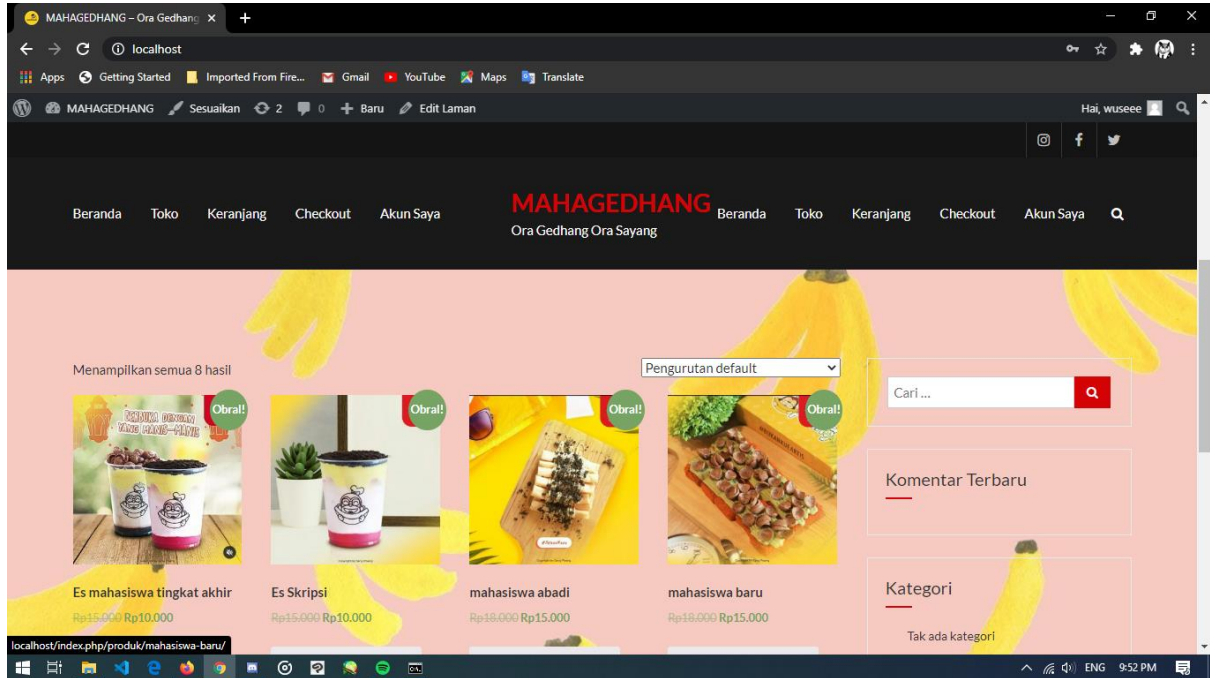 MAHAGEDHANG – Ora Gedhang
localhost
Apps Getting Started Imported From Fire... Gmail YouTube Maps Translate
MAHAGEDHANG Sesuaikan 2 0 Baru Edit Laman Hai, wuseee
Beranda Toko Keranjang Checkout Akun Saya
MAHAGEDHANG
Ora Gedhang Ora Sayang
Beranda Toko Keranjang Checkout Akun Saya
Menampilkan semua 8 hasil
Pengurutan default
Cari ...
Obral!
Obral!
Obral!
Obral!
YANG MANIS-MANIS
Komentar Terbaru
Es mahasiswa tingkat akhir
Rp15.000 Rp10.000
Es Skripsi
Rp15.000 Rp10.000
mahasiswa abadi
Rp18.000 Rp15.000
mahasiswa baru
Rp18.000 Rp15.000
Kategori
Tak ada kategori
localhost/index.php/produk/mahasiswa-baru/
ENG 9:52 PM